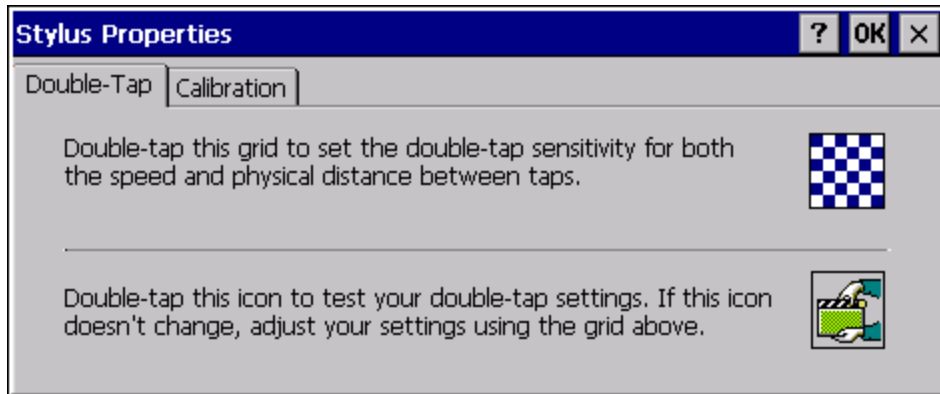 Stylus Properties ? OK ×
Double-Tap Calibration
Double-tap this grid to set the double-tap sensitivity for both
the speed and physical distance between taps.
Double-tap this icon to test your double-tap settings. If this icon
doesn't change, adjust your settings using the grid above.